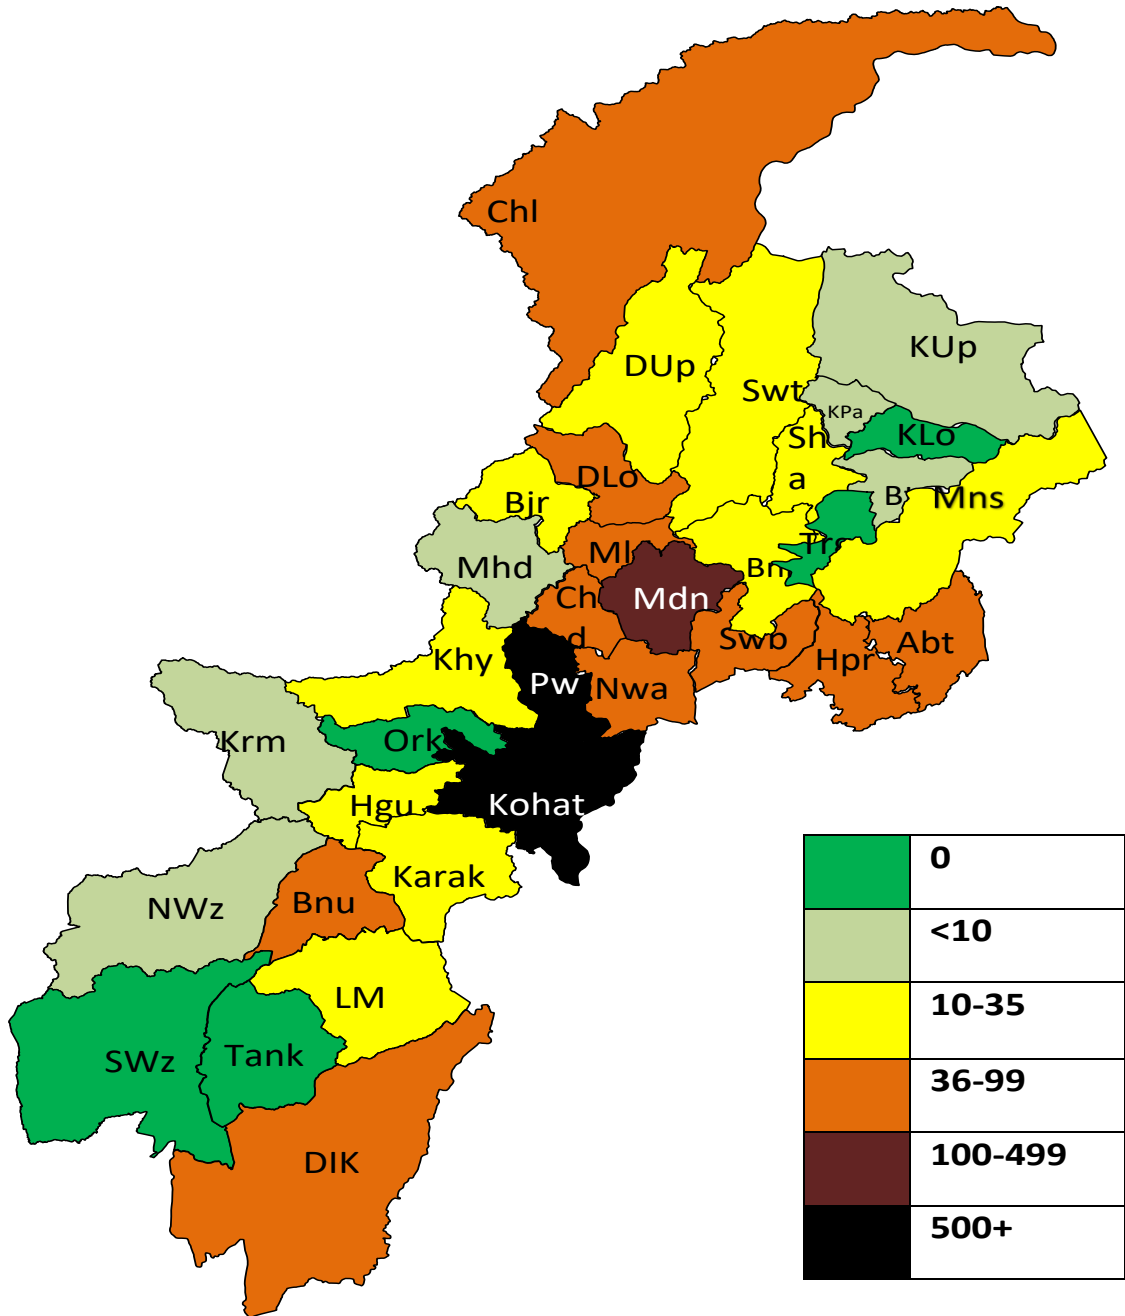 Chl
KUp
DUp
Swt
KPa
KLo
Sh
a
DLo
Bjr
Mns
Mhd
Ml
Trg
Bn
Ch
d
Mdn
Swb
Abt
Hpr
Khy
Pw
Nwa
Krm
Ork
Hgu
Kohat
Karak
Bnu
NWz
LM
SWz
Tank
DIK
0
<10
10-35
36-99
100-499
500+